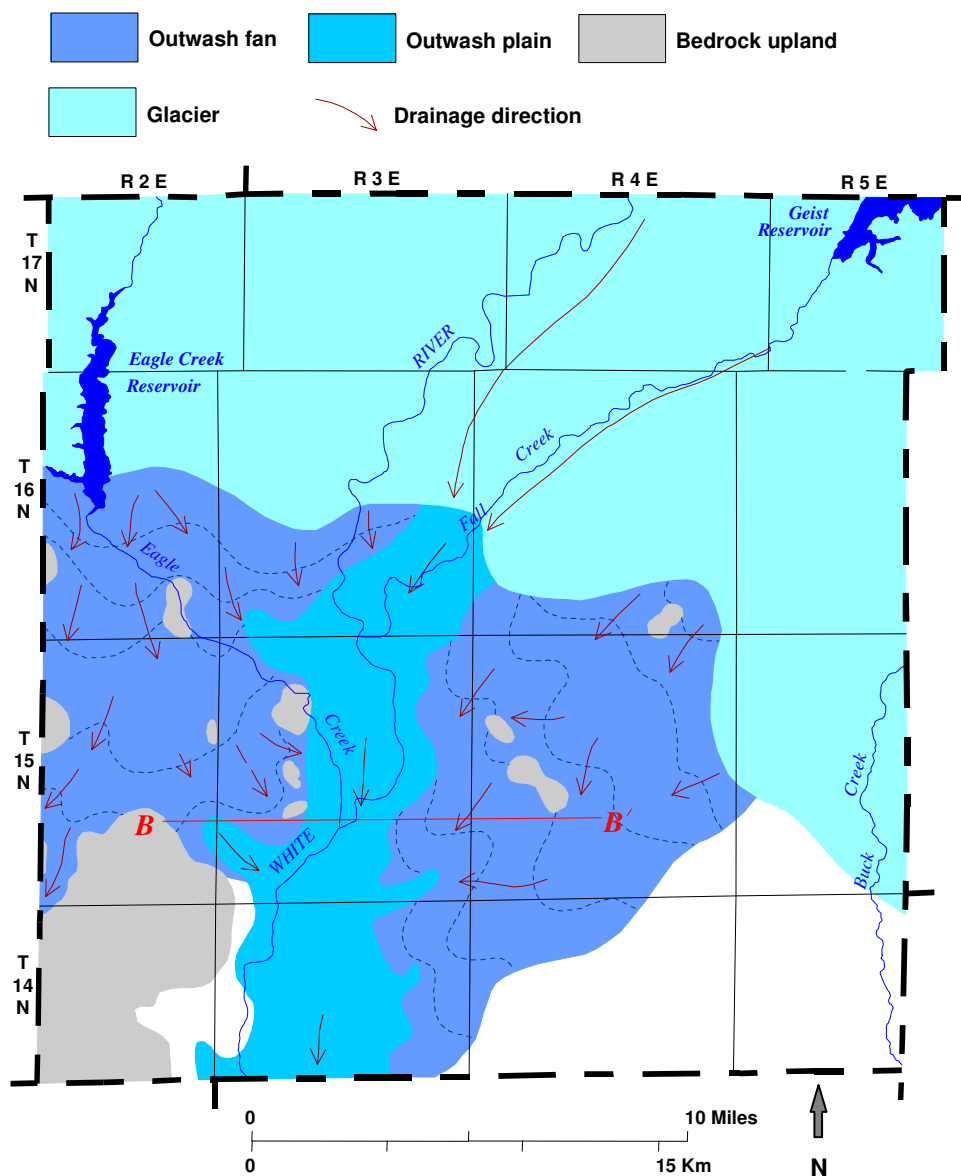 Outwash fan
Outwash plain
Bedrock upland
Glacier
Drainage direction
R 2 E
R 3 E
R 4 E
R 5 E
T
17
N
Geist
Reservoir
RIVER
Eagle Creek
Reservoir
Creek
T
16
N
Fall
Eagle
T
15
N
Creek
Creek
B
B'
WHITE
Buck
T
14
N
0
10 Miles
0
15 Km
N